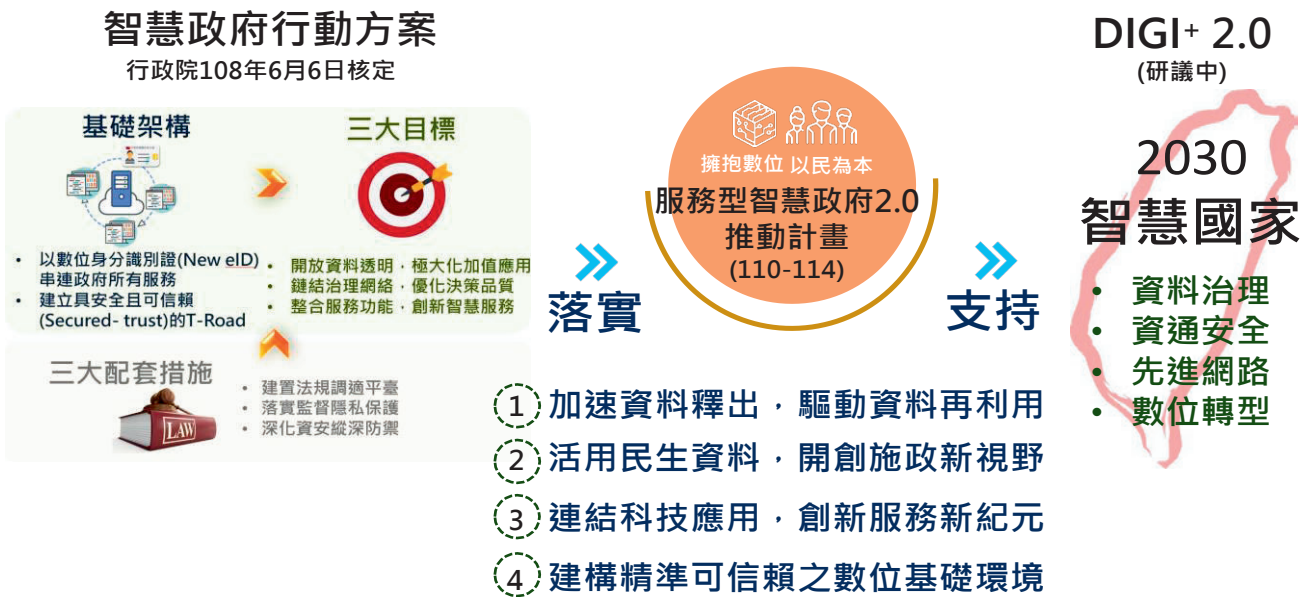 智慧政府行動方案
行政院108年6月6日核定
基礎架構
• 以數位身分識別證(New eID)
串連政府所有服務
• 建立具安全且可信賴
(Secured- trust)的T-Road
三大目標
• 開放資料透明，極大化加值應用
• 鏈結治理網絡，優化決策品質
• 整合服務功能，創新智慧服務
三大配套措施
LAW
• 建置法規調適平臺
• 落實監督隱私保護
• 深化資安縱深防禦
落實
擁抱數位 以民為本
服務型智慧政府2.0
推動計畫
(110-114)
支持
1 加速資料釋出，驅動資料再利用
2 活用民生資料，開創施政新視野
3 連結科技應用，創新服務新紀元
4 建構精準可信賴之數位基礎環境
DIGI+ 2.0
(研議中)
2030
智慧國家
• 資料治理
• 資通安全
• 先進網路
• 數位轉型